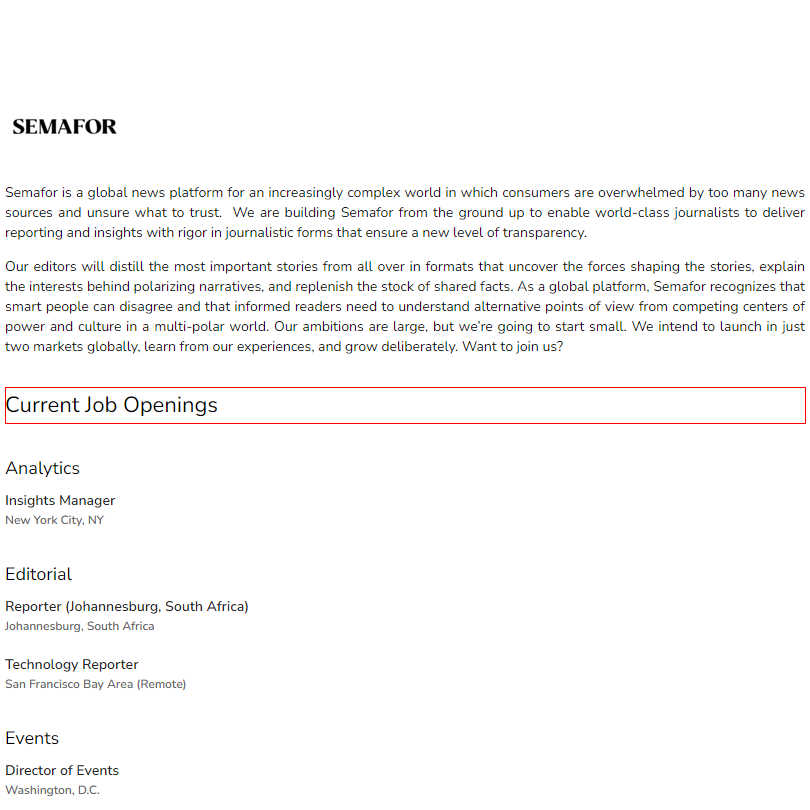 SEMAFOR
Semafor is a global news platform for an increasingly complex world in which consumers are overwhelmed by too many news
sources and unsure what to trust.  We are building Semafor from the ground up to enable world-class journalists to deliver
reporting and insights with rigor in journalistic forms that ensure a new level of transparency.
Our editors will distill the most important stories from all over in formats that uncover the forces shaping the stories, explain
the interests behind polarizing narratives, and replenish the stock of shared facts. As a global platform, Semafor recognizes that
smart people can disagree and that informed readers need to understand alternative points of view from competing centers of
power and culture in a multi-polar world. Our ambitions are large, but we're going to start small. We intend to launch in just
two markets globally, learn from our experiences, and grow deliberately. Want to join us?
Current Job Openings
Analytics
Insights Manager
New York City, NY
Editorial
Reporter (Johannesburg, South Africa)
Johannesburg, South Africa
Technology Reporter
San Francisco Bay Area (Remote)
Events
Director of Events
Washington, D.C.